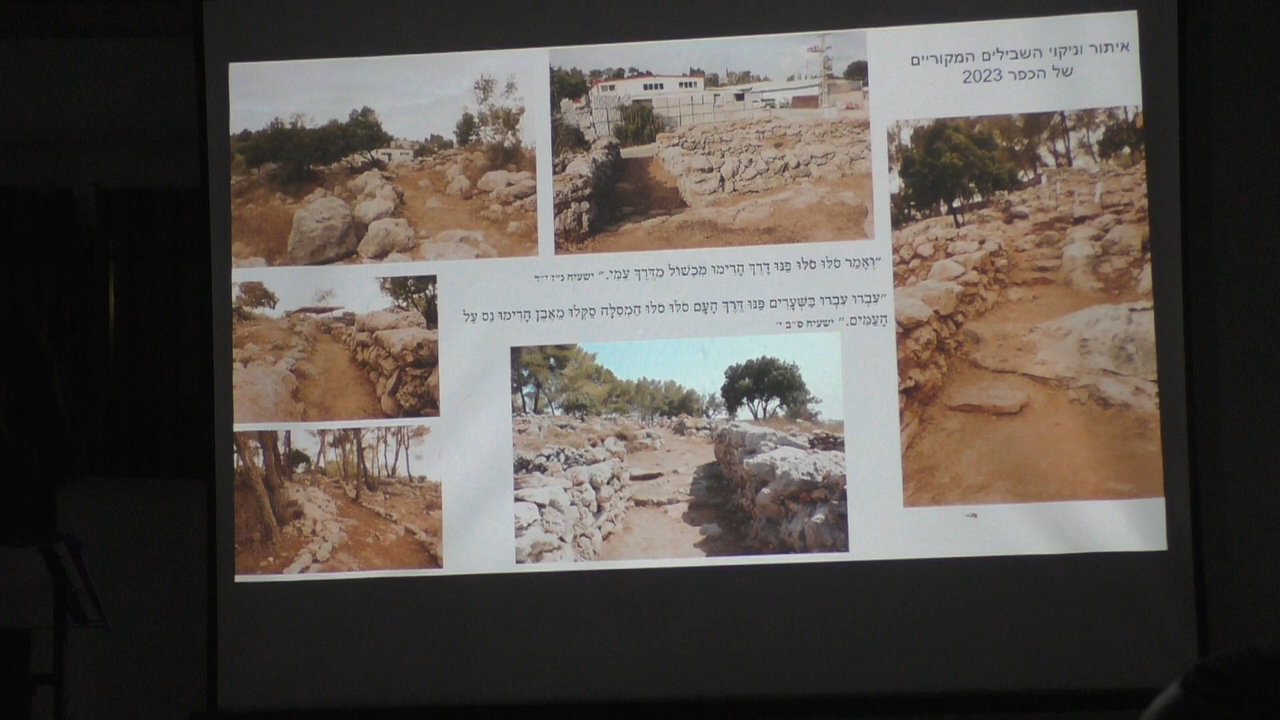 איתור וניקוי השבילים המקוריים
של הכפר 2023
"וְאָמַר סֹלּוּ סֹלּוּ פַּנּוּ דָרֶךְ הָרִימוּ מִכְשׁוֹל מִדֶּרֶךְ עַמִּי." ישעיה נ״ז י״ד
"עִבְרוּ עִבְרוּ בַּשְּׁעָרִים פַּנּוּ דֶּרֶךְ הָעָם סֹלּוּ סֹלּוּ הַמְסִלָּה סַקְּלוּ מֵאֶבֶן הָרִימוּ נֵס עַל
הָעַמִּים." ישעיה ס״ב י׳